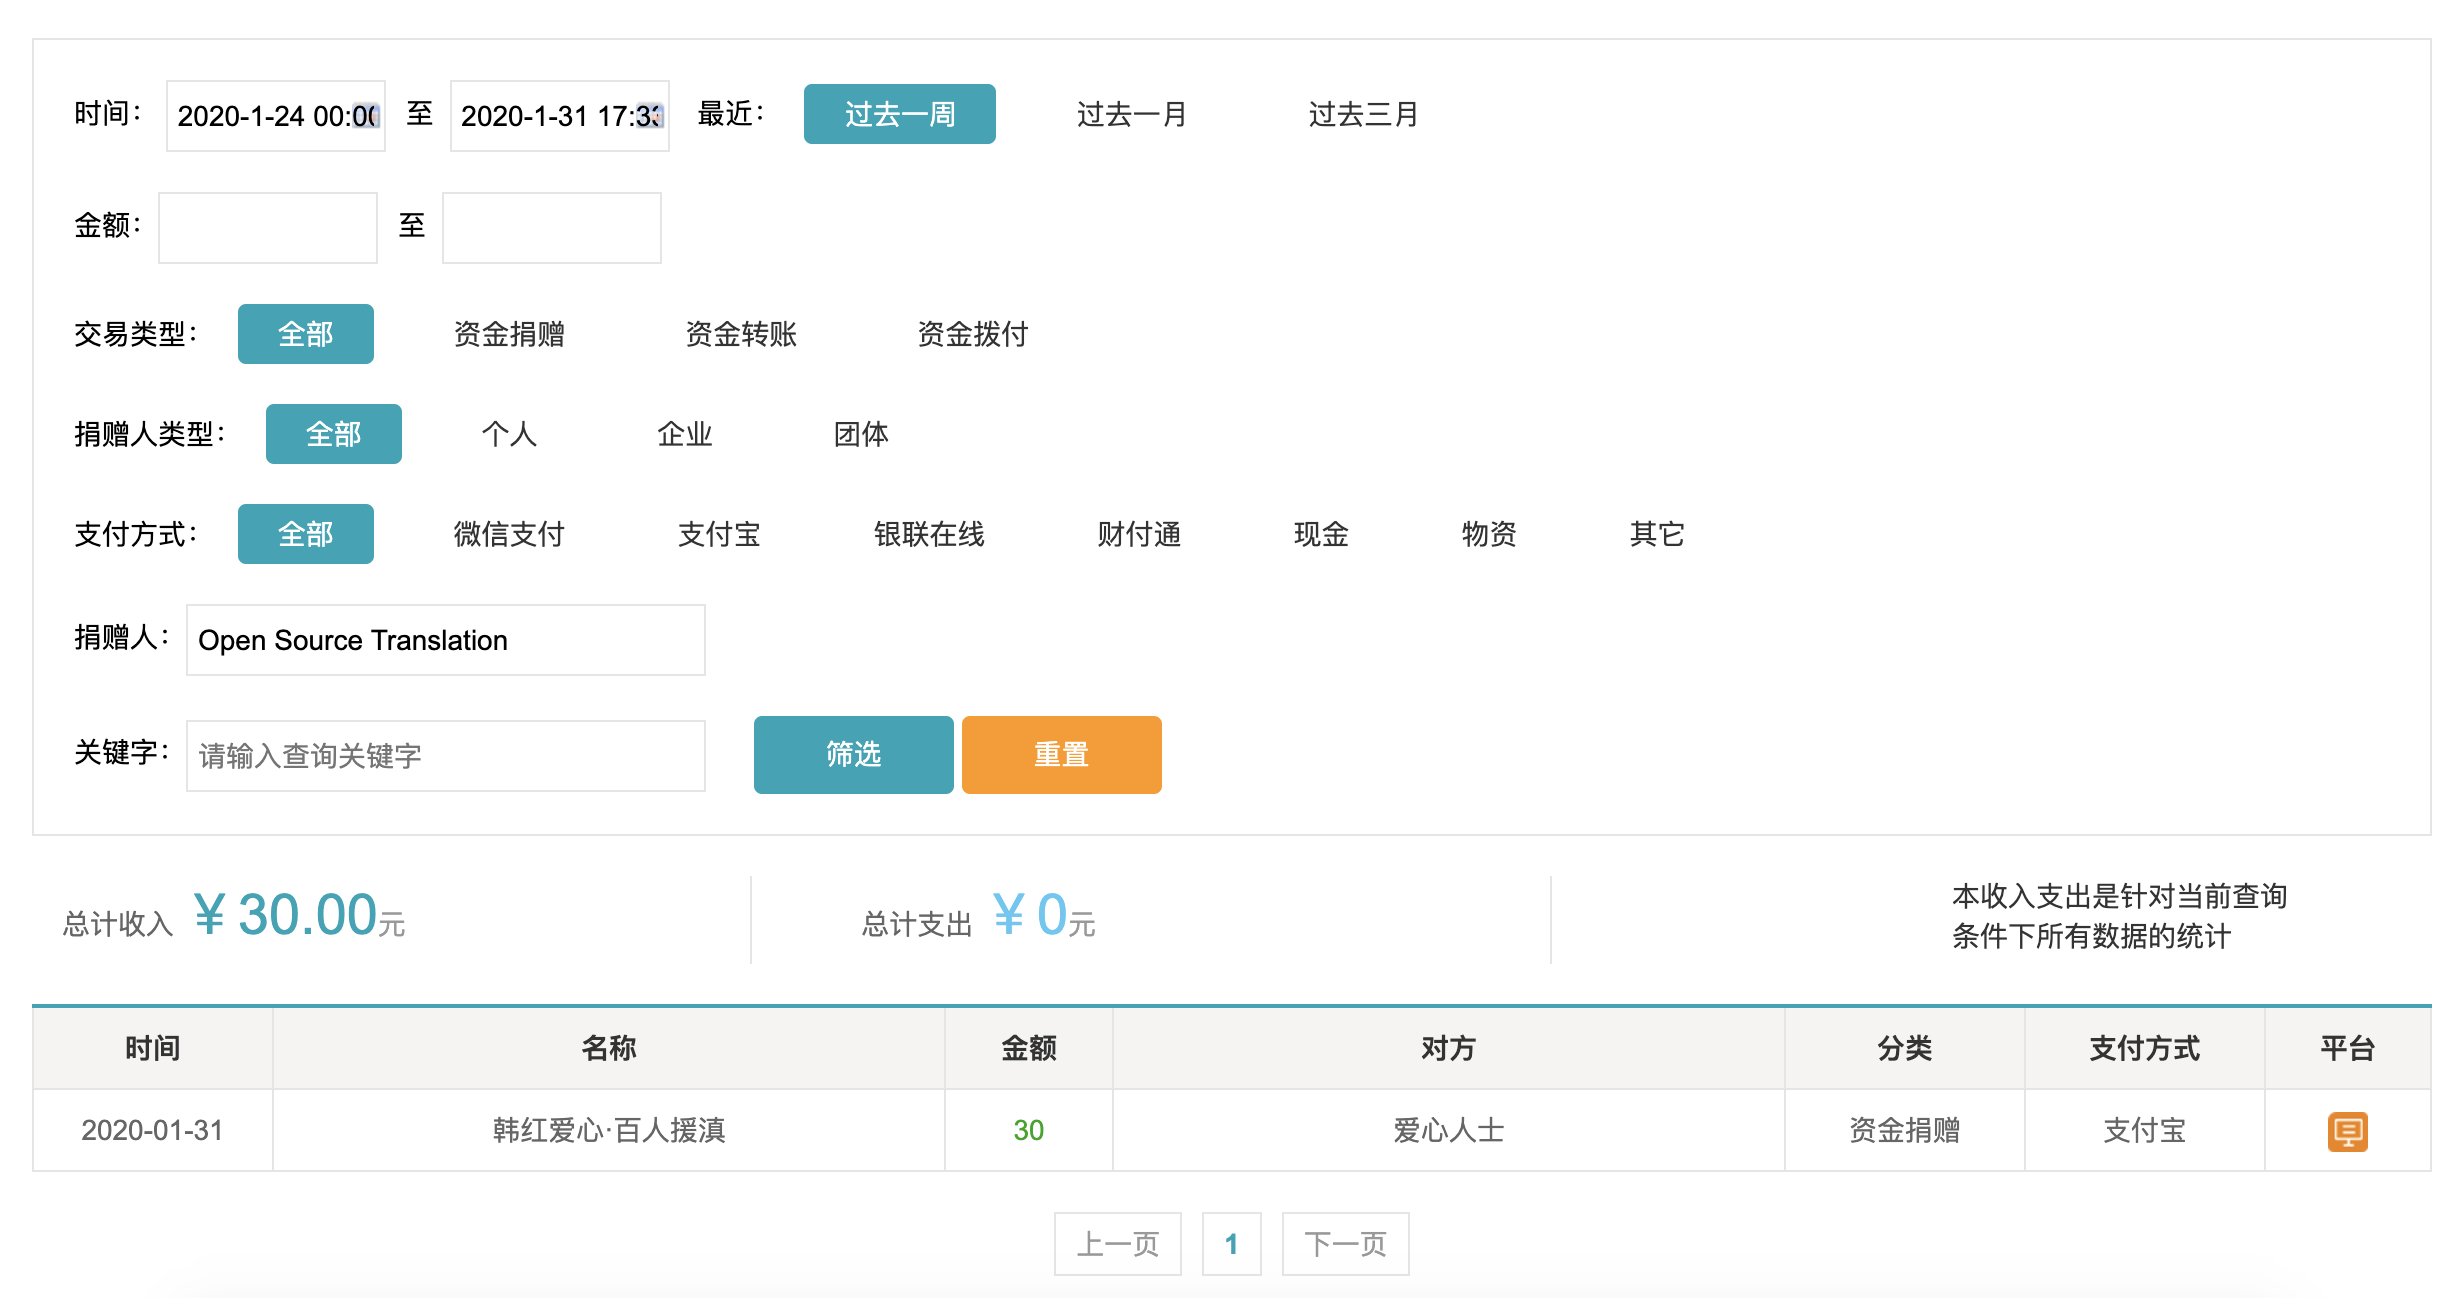 时间： 2020-1-24 00:00 至 2020-1-31 17:33 最近： 过去一周 过去一月 过去三月
金额： 至
交易类型： 全部 资金捐赠 资金转账 资金拨付
捐赠人类型： 全部 个人 企业 团体
支付方式： 全部 微信支付 支付宝 银联在线 财付通 现金 物资 其它
捐赠人： Open Source Translation
关键字： 请输入查询关键字 筛选 重置
总计收入 ¥ 30.00元 总计支出 ¥ 0元 本收入支出是针对当前查询
条件下所有数据的统计
时间 名称 金额 对方 分类 支付方式 平台
2020-01-31 韩红爱心·百人援滇 30 爱心人士 资金捐赠 支付宝
上一页 1 下一页